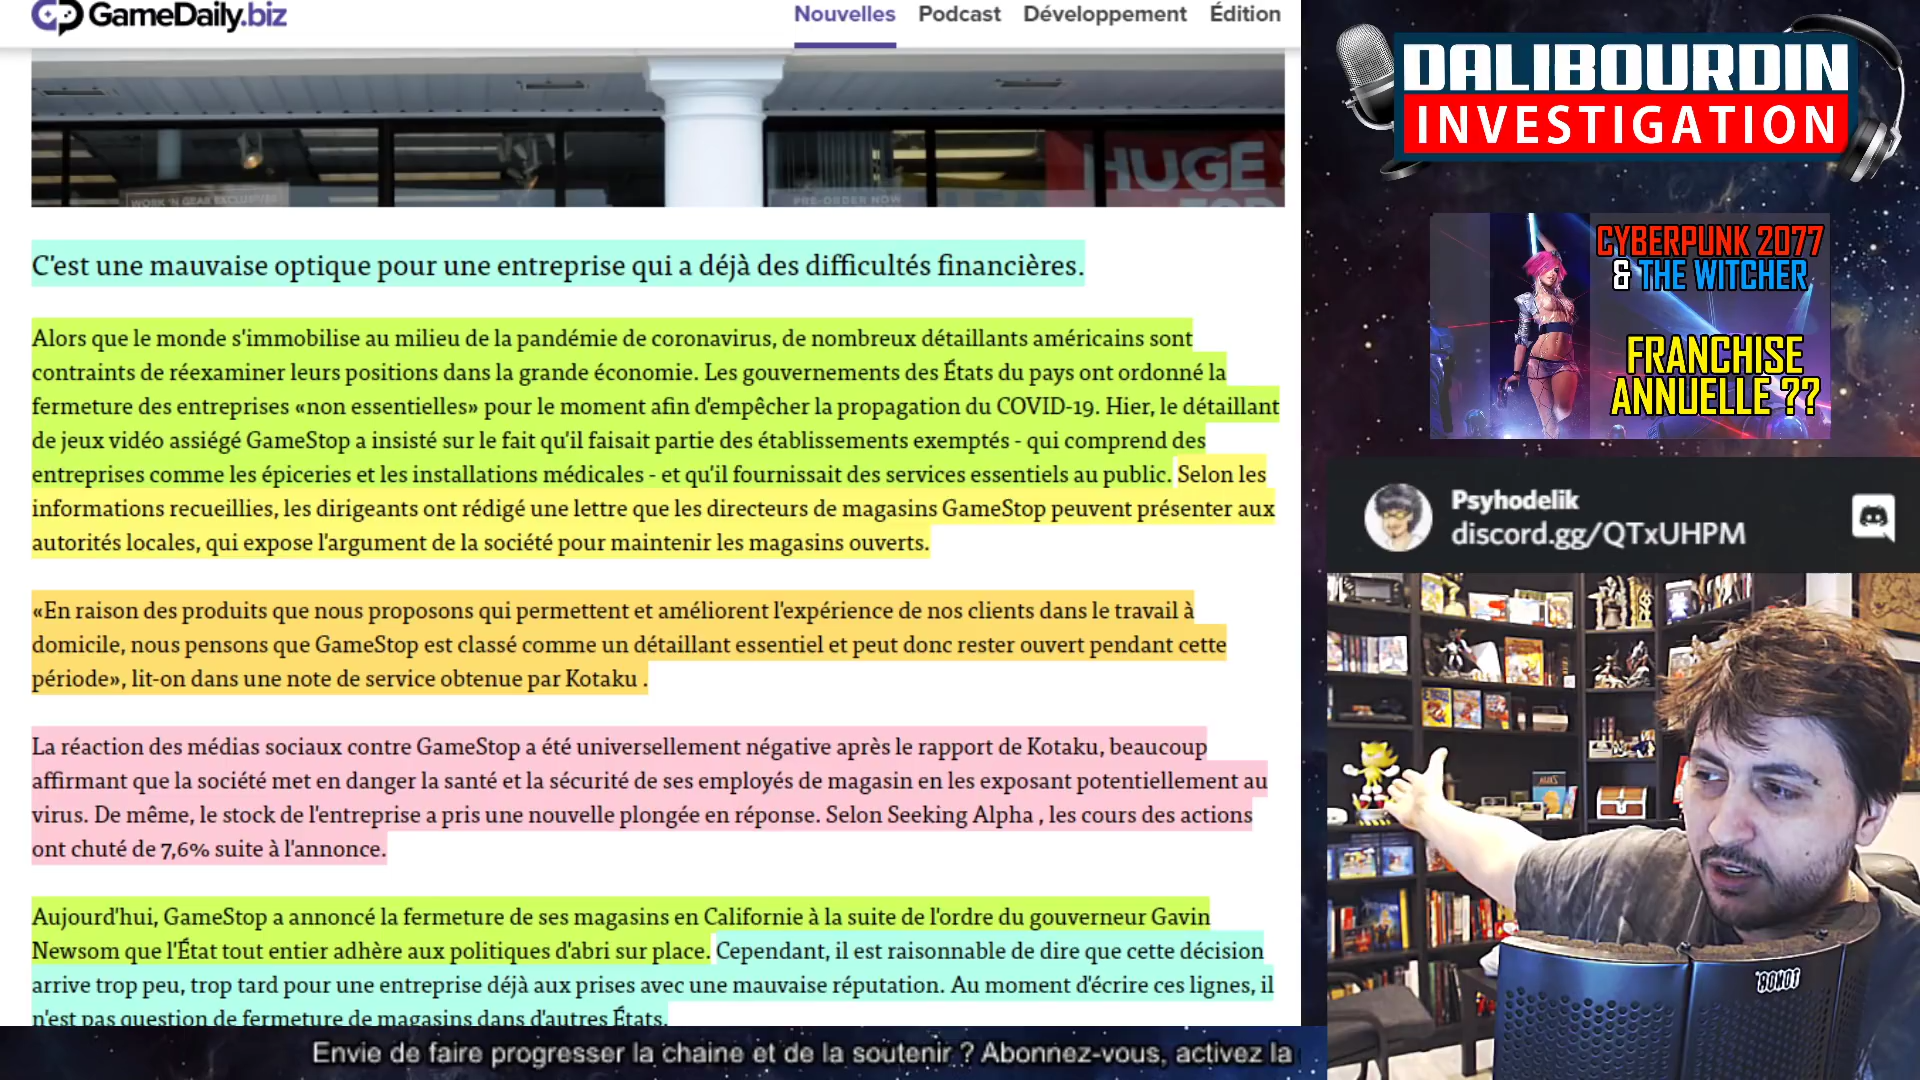 GameDaily.biz
Nouvelles Podcast Développement Édition
WORK 'N GEAR EXCLUSIVELY
PRE-ORDER NOW
HUGE
FOR
C'est une mauvaise optique pour une entreprise qui a déjà des difficultés financières.
Alors que le monde s'immobilise au milieu de la pandémie de coronavirus, de nombreux détaillants américains sont
contraints de réexaminer leurs positions dans la grande économie. Les gouvernements des États du pays ont ordonné la
fermeture des entreprises «non essentielles» pour le moment afin d'empêcher la propagation du COVID-19. Hier, le détaillant
de jeux vidéo assiégé GameStop a insisté sur le fait qu'il faisait partie des établissements exemptés - qui comprend des
entreprises comme les épiceries et les installations médicales - et qu'il fournissait des services essentiels au public. Selon les
informations recueillies, les dirigeants ont rédigé une lettre que les directeurs de magasins GameStop peuvent présenter aux
autorités locales, qui expose l'argument de la société pour maintenir les magasins ouverts.
«En raison des produits que nous proposons qui permettent et améliorent l'expérience de nos clients dans le travail à
domicile, nous pensons que GameStop est classé comme un détaillant essentiel et peut donc rester ouvert pendant cette
période», lit-on dans une note de service obtenue par Kotaku .
La réaction des médias sociaux contre GameStop a été universellement négative après le rapport de Kotaku, beaucoup
affirmant que la société met en danger la santé et la sécurité de ses employés de magasin en les exposant potentiellement au
virus. De même, le stock de l'entreprise a pris une nouvelle plongée en réponse. Selon Seeking Alpha , les cours des actions
ont chuté de 7,6% suite à l'annonce.
Aujourd'hui, GameStop a annoncé la fermeture de ses magasins en Californie à la suite de l'ordre du gouverneur Gavin
Newsom que l'État tout entier adhère aux politiques d'abri sur place. Cependant, il est raisonnable de dire que cette décision
arrive trop peu, trop tard pour une entreprise déjà aux prises avec une mauvaise réputation. Au moment d'écrire ces lignes, il
n'est pas question de fermeture de magasins dans d'autres États.
Envie de faire progresser la chaine et de la soutenir ? Abonnez-vous, activez la
DALIBOURDIN
INVESTIGATION
CYBERPUNK 2077
& THE WITCHER
FRANCHISE
ANNUELLE ??
Psyhodelik
discord.gg/QTxUHPM